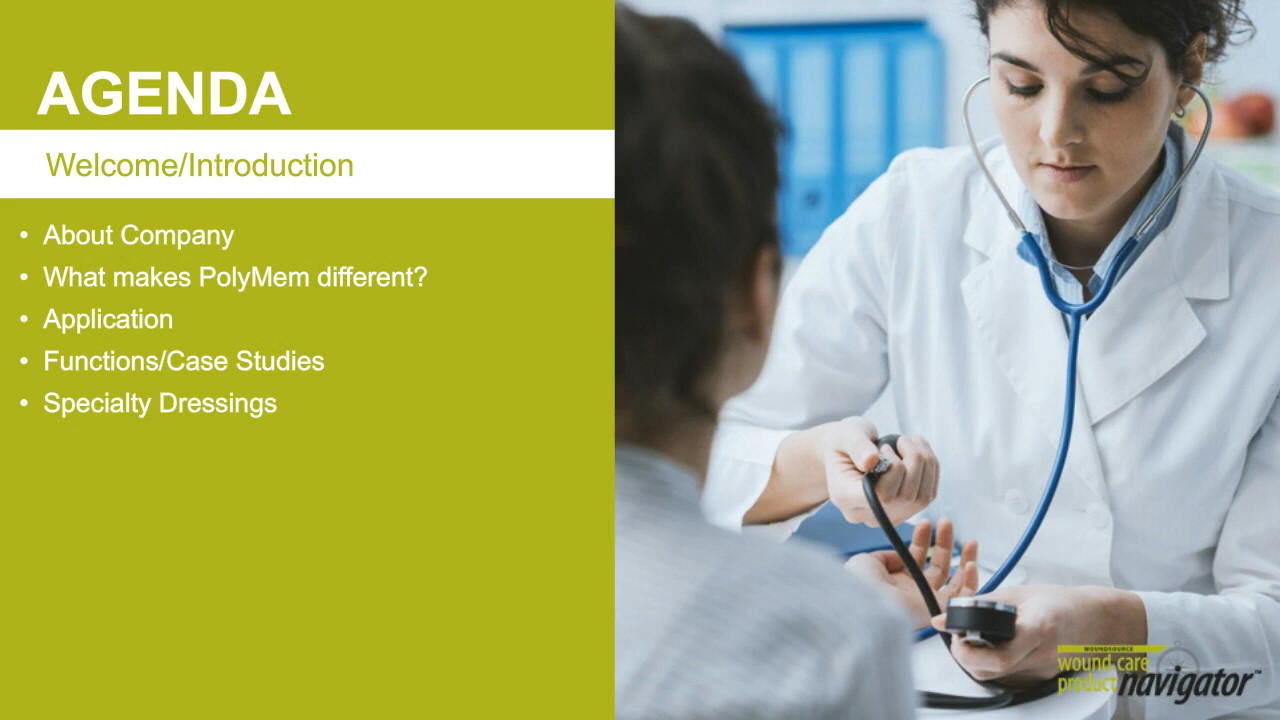 AGENDA
Welcome/Introduction
• About Company
• What makes PolyMem different?
• Application
• Functions/Case Studies
• Specialty Dressings
WOUNDSOURCE
wound care
product navigator™